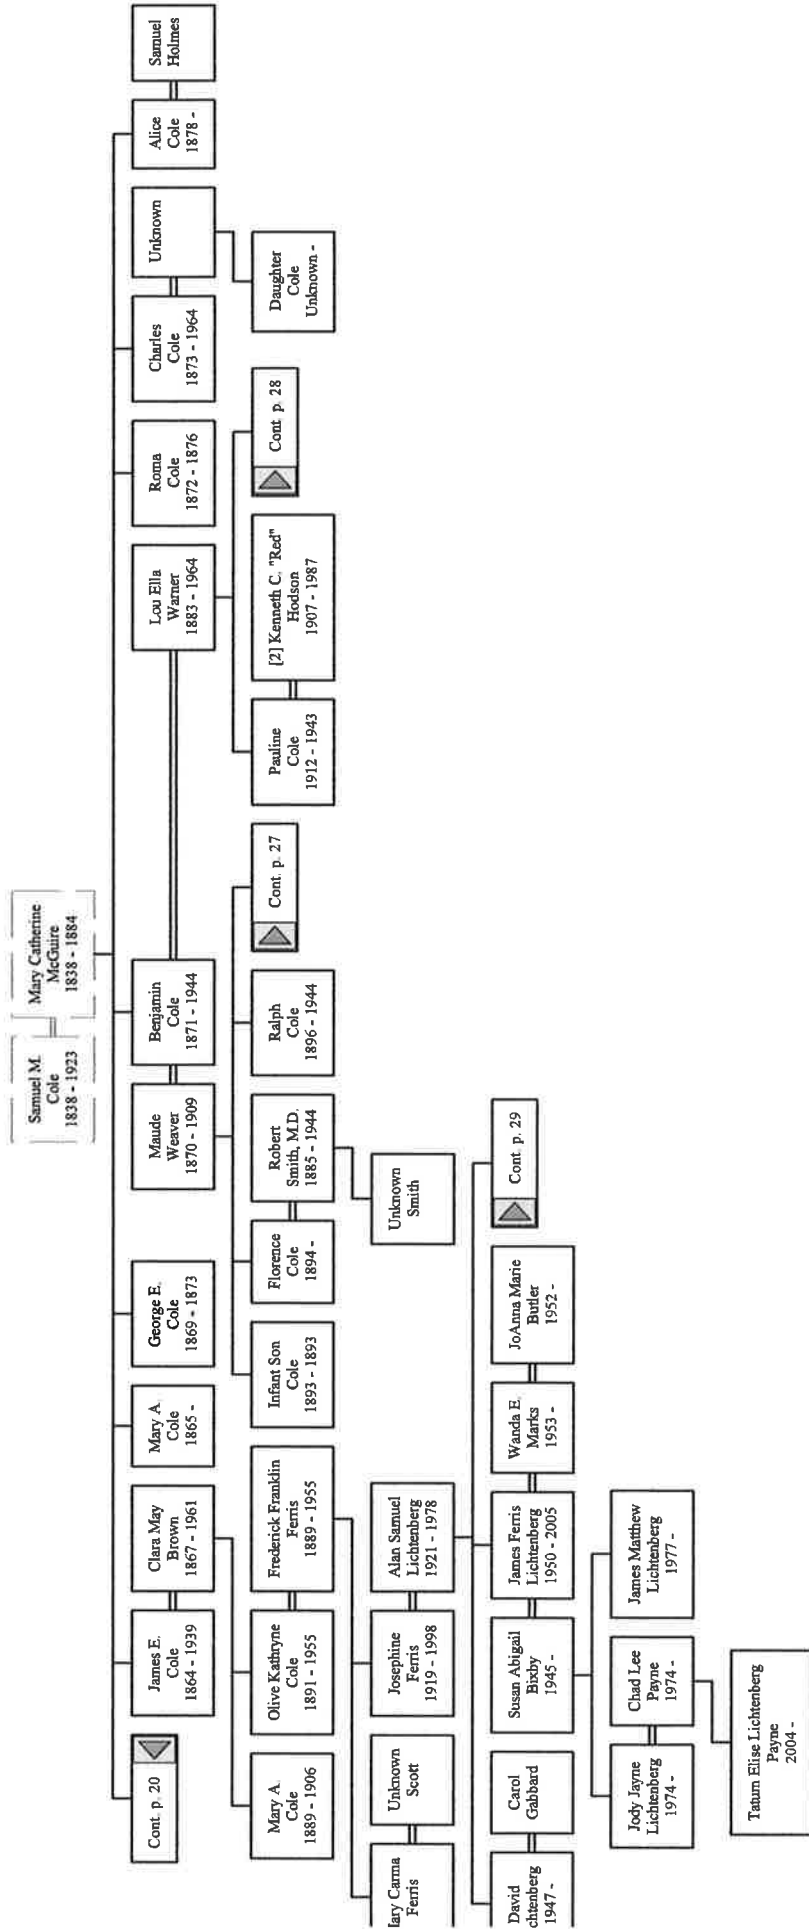 Samuel M.
Cole
1838 - 1923
Mary Catherine
McGuire
1838 - 1884
Cont. p. 20
James E.
Cole
1864 - 1939
Clara May
Brown
1867 - 1961
Mary A.
Cole
1865 -
George E.
Cole
1869 - 1873
Maude
Weaver
1870 - 1909
Benjamin
Cole
1871 - 1944
Lou Ella
Warner
1883 - 1964
Roma
Cole
1872 - 1876
Charles
Cole
1873 - 1964
Unknown
Alice
Cole
1878 -
Samuel
Holmes
Mary A.
Cole
1889 - 1906
Olive Kathryne
Cole
1891 - 1955
Frederick Franklin
Ferris
1889 - 1955
Infant Son
Cole
1893 - 1893
Florence
Cole
1894 -
Robert
Smith, M.D.
1885 - 1944
Ralph
Cole
1896 - 1944
Cont. p. 27
Pauline
Cole
1912 - 1943
[2] Kenneth C. "Red"
Hodson
1907 - 1987
Cont. p. 28
Daughter
Cole
Unknown -
lary Carma
Ferris
Unknown
Scott
Josephine
Ferris
1919 - 1998
Alan Samuel
Lichtenberg
1921 - 1978
Unknown
Smith
David
chtenberg
1947 -
Carol
Gabbard
Susan Abigail
Bixby
1945 -
James Ferris
Lichtenberg
1950 - 2005
Wanda E.
Marks
1953 -
JoAnna Marie
Butler
1952 -
Cont. p. 29
Jody Jayne
Lichtenberg
1974 -
Chad Lee
Payne
1974 -
James Matthew
Lichtenberg
1977 -
Tatum Elise Lichtenberg
Payne
2004 -